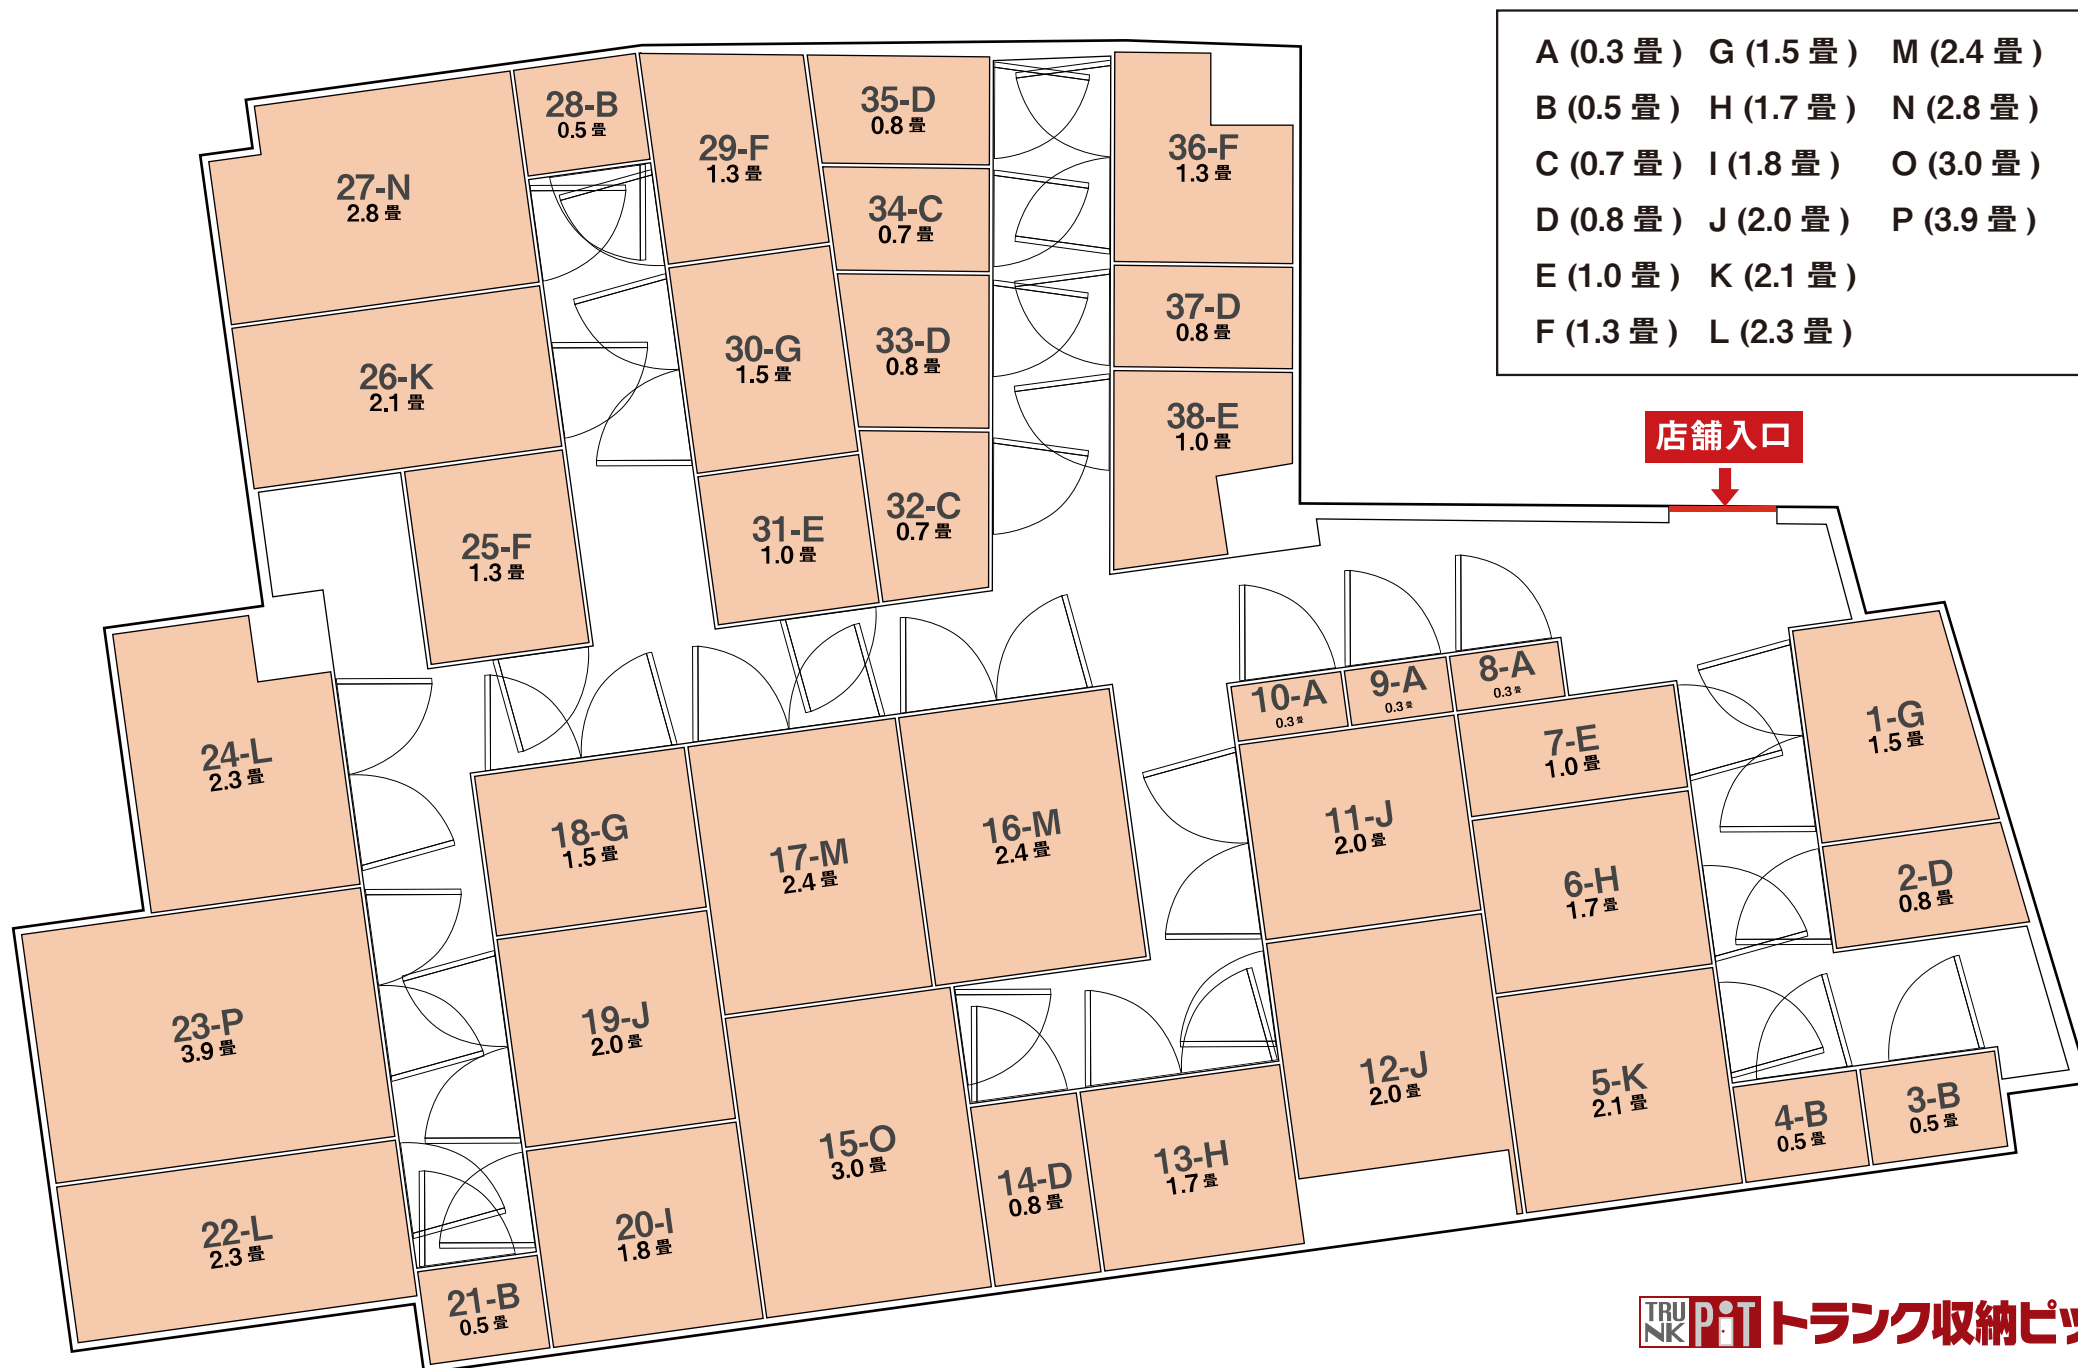 A (0.3 畳 ) G (1.5 畳 ) M (2.4 畳 )
B (0.5 畳 ) H (1.7 畳 ) N (2.8 畳 )
C (0.7 畳 ) I (1.8 畳 ) O (3.0 畳 )
D (0.8 畳 ) J (2.0 畳 ) P (3.9 畳 )
E (1.0 畳 ) K (2.1 畳 )
F (1.3 畳 ) L (2.3 畳 )
店舗入口
28-B
0.5 畳
35-D
0.8 畳
29-F
1.3 畳
36-F
1.3 畳
27-N
2.8 畳
34-C
0.7 畳
37-D
0.8 畳
33-D
0.8 畳
30-G
1.5 畳
26-K
2.1 畳
38-E
1.0 畳
32-C
0.7 畳
31-E
1.0 畳
25-F
1.3 畳
10-A
0.3 畳
9-A
0.3 畳
8-A
0.3 畳
1-G
1.5 畳
7-E
1.0 畳
24-L
2.3 畳
18-G
1.5 畳
17-M
2.4 畳
16-M
2.4 畳
11-J
2.0 畳
6-H
1.7 畳
2-D
0.8 畳
23-P
3.9 畳
19-J
2.0 畳
12-J
2.0 畳
5-K
2.1 畳
4-B
0.5 畳
3-B
0.5 畳
15-O
3.0 畳
14-D
0.8 畳
13-H
1.7 畳
22-L
2.3 畳
20-I
1.8 畳
21-B
0.5 畳
TRUNK PiT トランク収納ピッ